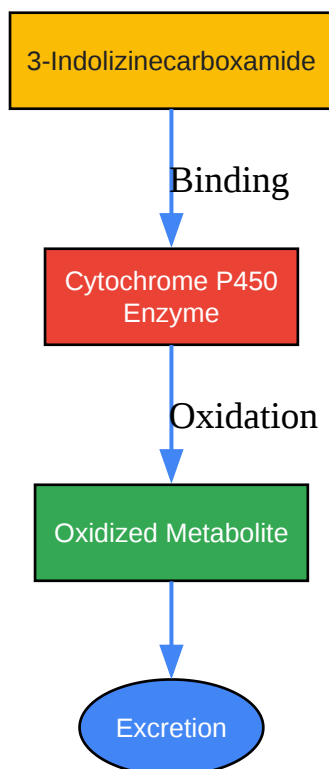 3-Indolizinecarboxamide
Binding
Cytochrome P450
Enzyme
Oxidation
Oxidized Metabolite
Excretion